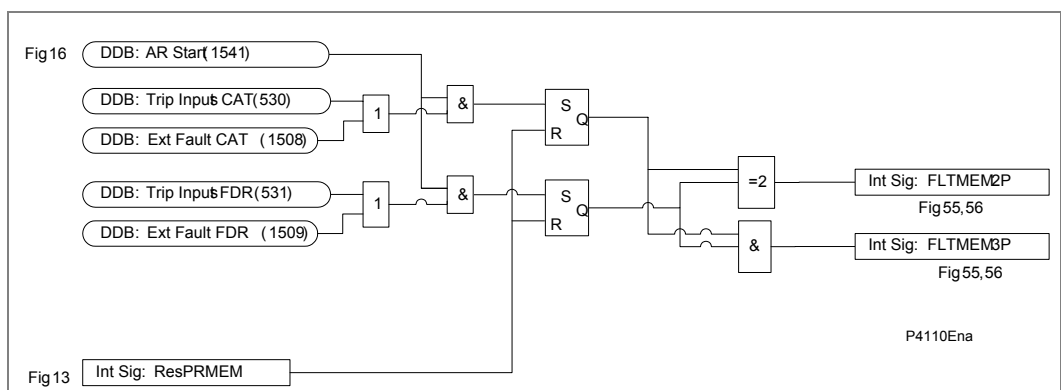 Fig 16
DDB: AR Start (1541)
DDB: Trip Inputs CAT (530)
1
&
DDB: Ext Fault CAT (1508)
S
Q
R
DDB: Trip Inputs FDR (531)
1
&
DDB: Ext Fault FDR (1509)
S
Q
R
=2
Int Sig: FLTMEM2P
Fig 55, 56
&
Int Sig: FLTMEM3P
Fig 55, 56
P4110Ena
Fig 13
Int Sig: ResPRMEM